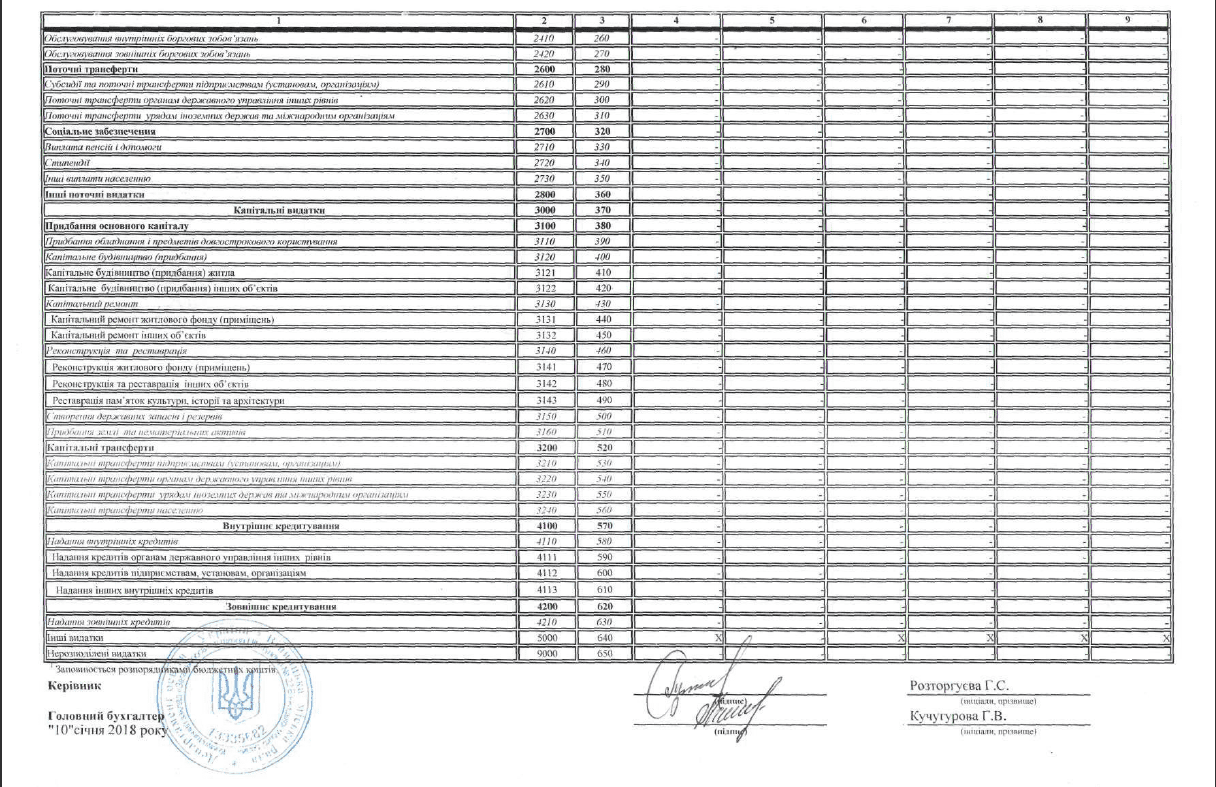 1 2 3 4 5 6 7 8 9
Обслуговування внутрішніх боргових зобов'язань 2410 260 - - - - - -
Обслуговування зовнішніх боргових зобов'язань 2420 270 - - - - - -
Поточні трансферти 2600 280 - - - - - -
Субсидії та поточні трансферти підприємствам (установам, організаціям) 2610 290 - - - - - -
Поточні трансферти органам державного управління інших рівнів 2620 300 - - - - - -
Поточні трансферти урядам іноземних держав та міжнародним організаціям 2630 310 - - - - - -
Соціальне забезпечення 2700 320 - - - - - -
Виплата пенсій і допомоги 2710 330 - - - - - -
Стипендії 2720 340 - - - - - -
Інші виплати населенню 2730 350 - - - - - -
Інші поточні видатки 2800 360 - - - - - -
Капітальні видатки 3000 370 - - - - - -
Придбання основного капіталу 3100 380 - - - - - -
Придбання обладнання і предметів довгострокового користування 3110 390 - - - - - -
Капітальне будівництво (придбання) 3120 400 - - - - - -
Капітальне будівництво (придбання) житла 3121 410 - - - - - -
Капітальне будівництво (придбання) інших об'єктів 3122 420 - - - - - -
Капітальний ремонт 3130 430 - - - - - -
Капітальний ремонт житлового фонду (приміщень) 3131 440 - - - - - -
Капітальний ремонт інших об'єктів 3132 450 - - - - - -
Реконструкція та реставрація 3140 460 - - - - - -
Реконструкція житлового фонду (приміщень) 3141 470 - - - - - -
Реконструкція та реставрація інших об'єктів 3142 480 - - - - - -
Реставрація пам'яток культури, історії та архітектури 3143 490 - - - - - -
Створення державних запасів і резервів 3150 500 - - - - - -
Придбання землі та нематеріальних активів 3160 510 - - - - - -
Капітальні трансферти 3200 520 - - - - - -
Капітальні трансферти підприємствам (установам, організаціям) 3210 530 - - - - - -
Капітальні трансферти органам державного управління інших рівнів 3220 540 - - - - - -
Капітальні трансферти урядам іноземних держав та міжнародним організаціям 3230 550 - - - - - -
Капітальні трансферти населенню 3240 560 - - - - - -
Внутрішнє кредитування 4100 570 - - - - - -
Надання внутрішніх кредитів 4110 580 - - - - - -
Надання кредитів органам державного управління інших рівнів 4111 590 - - - - - -
Надання кредитів підприємствам, установам, організаціям 4112 600 - - - - - -
Надання інших внутрішніх кредитів 4113 610 - - - - - -
Зовнішнє кредитування 4200 620 - - - - - -
Надання зовнішніх кредитів 4210 630 - - - - - -
Інші видатки 5000 640 X - X X X X
Нерозподілені видатки 9000 650 - - - - - -
¹ Заповнюється розпорядниками бюджетних коштів.
Керівник Розторгуєва Г.С.
(підпис) (ініціали, прізвище)
Головний бухгалтер Кучугурова Г.В.
"10"січня 2018 року (підпис) (ініціали, прізвище)